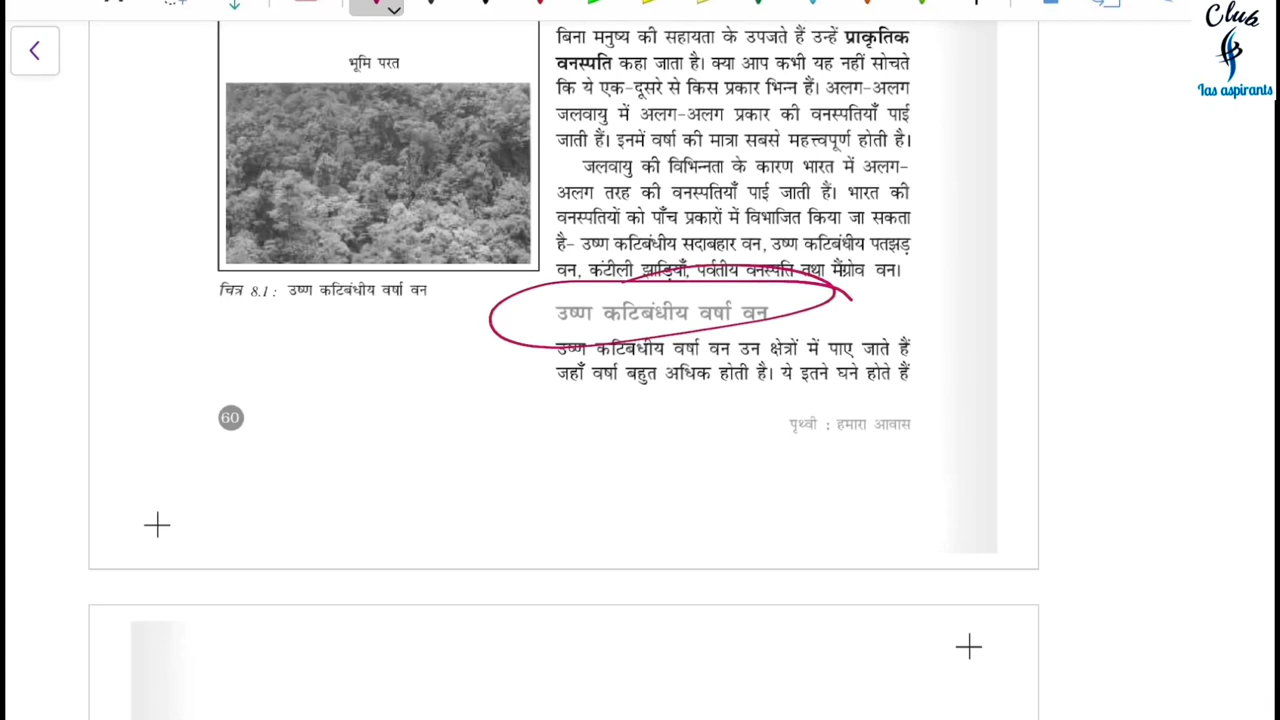 Club
Ias aspirants
भूमि परत
चित्र 8.1: उष्ण कटिबंधीय वर्षा वन
बिना मनुष्य की सहायता के उपजते हैं उन्हें प्राकृतिक
वनस्पति कहा जाता है। क्या आप कभी यह नहीं सोचते
कि ये एक-दूसरे से किस प्रकार भिन्न हैं। अलग-अलग
जलवायु में अलग-अलग प्रकार की वनस्पतियाँ पाई
जाती हैं। इनमें वर्षा की मात्रा सबसे महत्त्वपूर्ण होती है।
जलवायु की विभिन्नता के कारण भारत में अलग-
अलग तरह की वनस्पतियाँ पाई जाती हैं। भारत की
वनस्पतियों को पाँच प्रकारों में विभाजित किया जा सकता
है- उष्ण कटिबंधीय सदाबहार वन, उष्ण कटिबंधीय पतझड़
वन, कंटीली झाड़ियाँ, पर्वतीय वनस्पति तथा मैंग्रोव वन।
उष्ण कटिबंधीय वर्षा वन
उष्ण कटिबंधीय वर्षा वन उन क्षेत्रों में पाए जाते हैं
जहाँ वर्षा बहुत अधिक होती है। ये इतने घने होते हैं
60
पृथ्वी : हमारा आवास